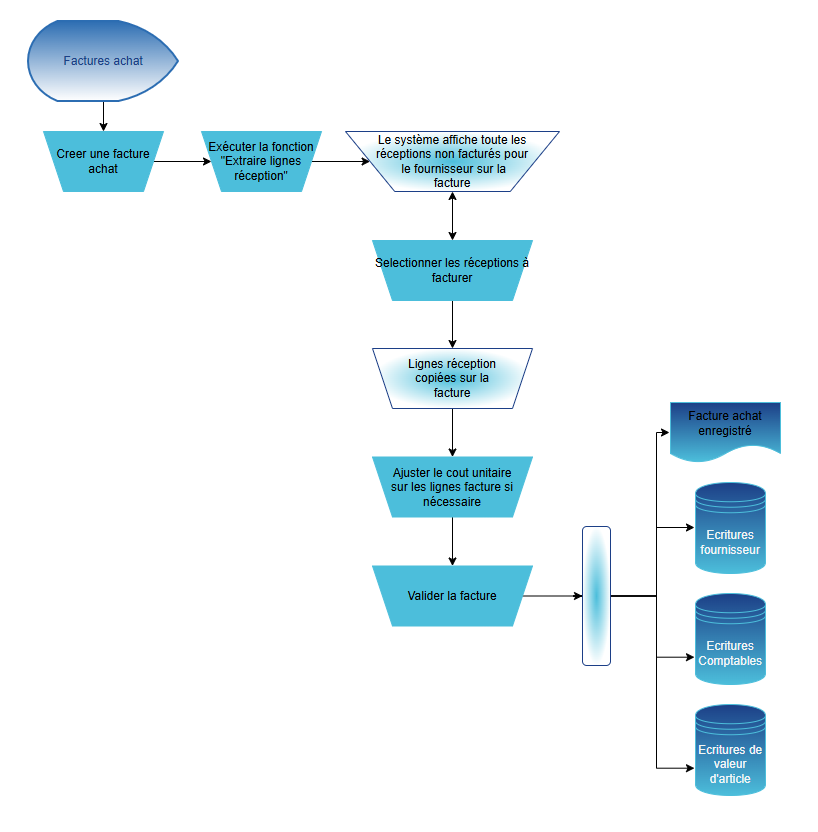 Factures achat
Creer une facture
achat
Exécuter la fonction
"Extraire lignes
réception"
Le système affiche toute les
réceptions non facturés pour
le fournisseur sur la
facture
Selectionner les réceptions à
facturer
Lignes réception
copiées sur la
facture
Ajuster le cout unitaire
sur les lignes facture si
nécessaire
Valider la facture
Facture achat
enregistré
Ecritures
fournisseur
Ecritures
Comptables
Ecritures de
valeur
d'article